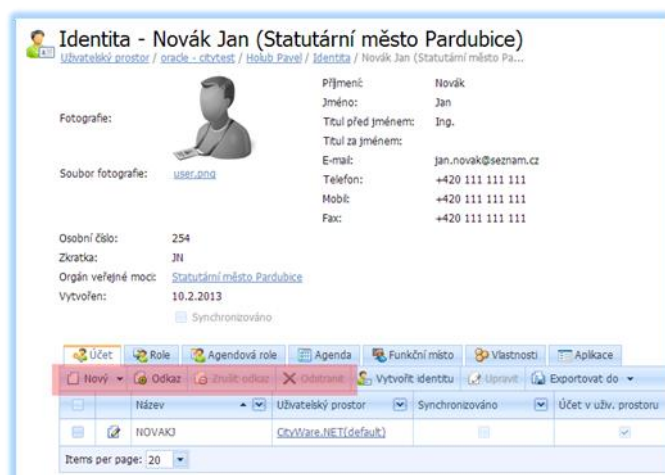 Identita - Novák Jan (Statutární město Pardubice)
Uživatelský prostor / oracle - citytest / Holub Pavel / Identita / Novák Jan (Statutární město Pa...
Fotografie:
Soubor fotografie: user.png
Příjmení: Novák
Jméno: Jan
Titul před jménem: Ing.
Titul za jménem:
E-mail: jan.novak@seznam.cz
Telefon: +420 111 111 111
Mobil: +420 111 111 111
Fax: +420 111 111 111
Osobní číslo: 254
Zkratka: JN
Orgán veřejné moci: Statutární město Pardubice
Vytvořen: 10.2.2013
Synchronizováno
Účet Role Agendová role Agenda Funkční místo Vlastnosti Aplikace
Nový Odkaz Zrušit odkaz Odstranit Vytvořit identitu Upravit Exportovat do
Název Uživatelský prostor Synchronizováno Účet v uživ. prostoru
NOVAKJ CityWare.NET(default)
Items per page: 20